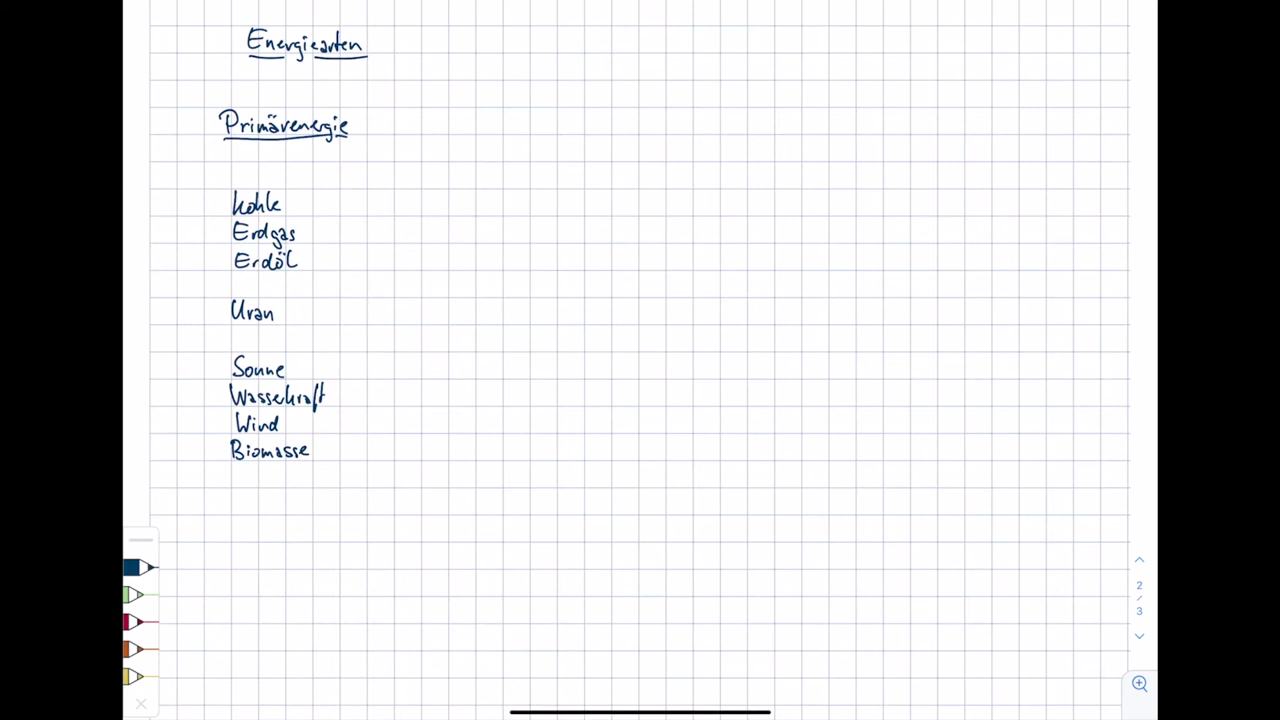 Energiearten
Primärenergie
Kohle
Erdgas
Erdöl
Uran
Sonne
Wasserkraft
Wind
Biomasse
2
/
3